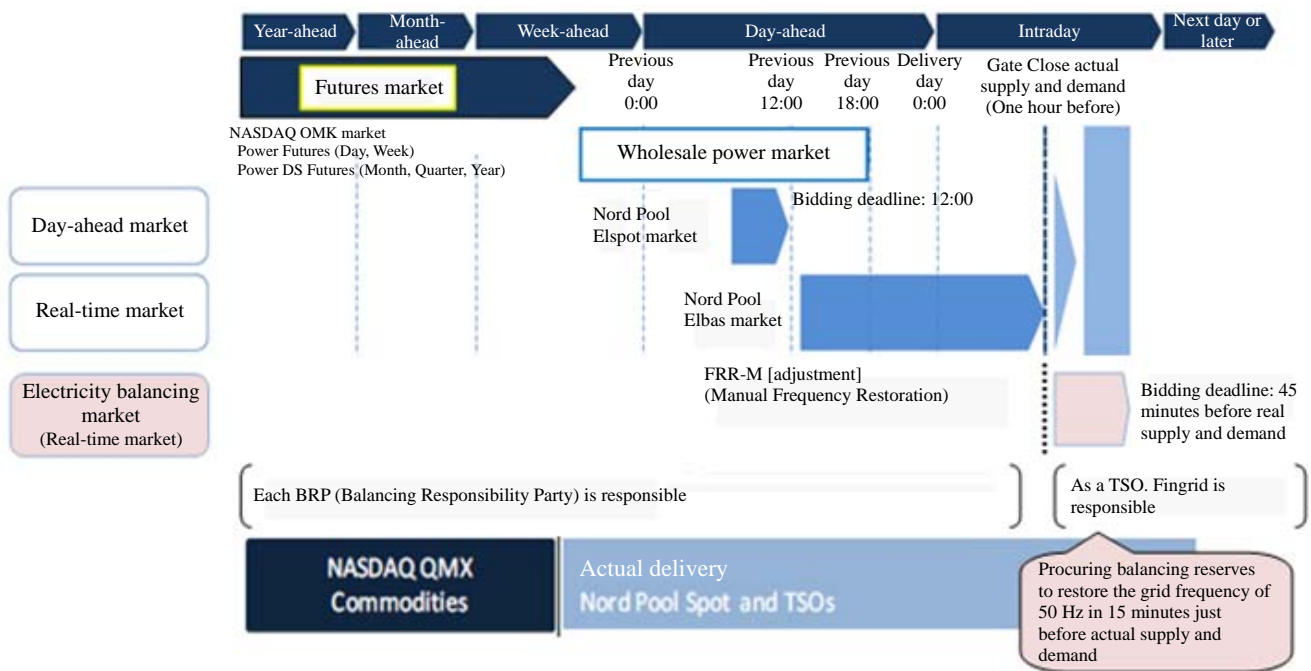 Year-ahead
Month-
ahead
Week-ahead
Day-ahead
Intraday
Next day or
later
Futures market
Previous
day
0:00
Previous
day
12:00
Previous
day
18:00
Delivery
day
0:00
Gate Close actual
supply and demand
(One hour before)
NASDAQ OMK market
Power Futures (Day, Week)
Power DS Futures (Month, Quarter, Year)
Wholesale power market
Day-ahead market
Nord Pool
Elspot market
Bidding deadline: 12:00
Real-time market
Nord Pool
Elbas market
Electricity balancing
market
(Real-time market)
FRR-M [adjustment]
(Manual Frequency Restoration)
Bidding deadline: 45
minutes before real
supply and demand
Each BRP (Balancing Responsibility Party) is responsible
As a TSO. Fingrid is
responsible
NASDAQ QMX
Commodities
Actual delivery
Nord Pool Spot and TSOs
Procuring balancing reserves
to restore the grid frequency of
50 Hz in 15 minutes just
before actual supply and
demand